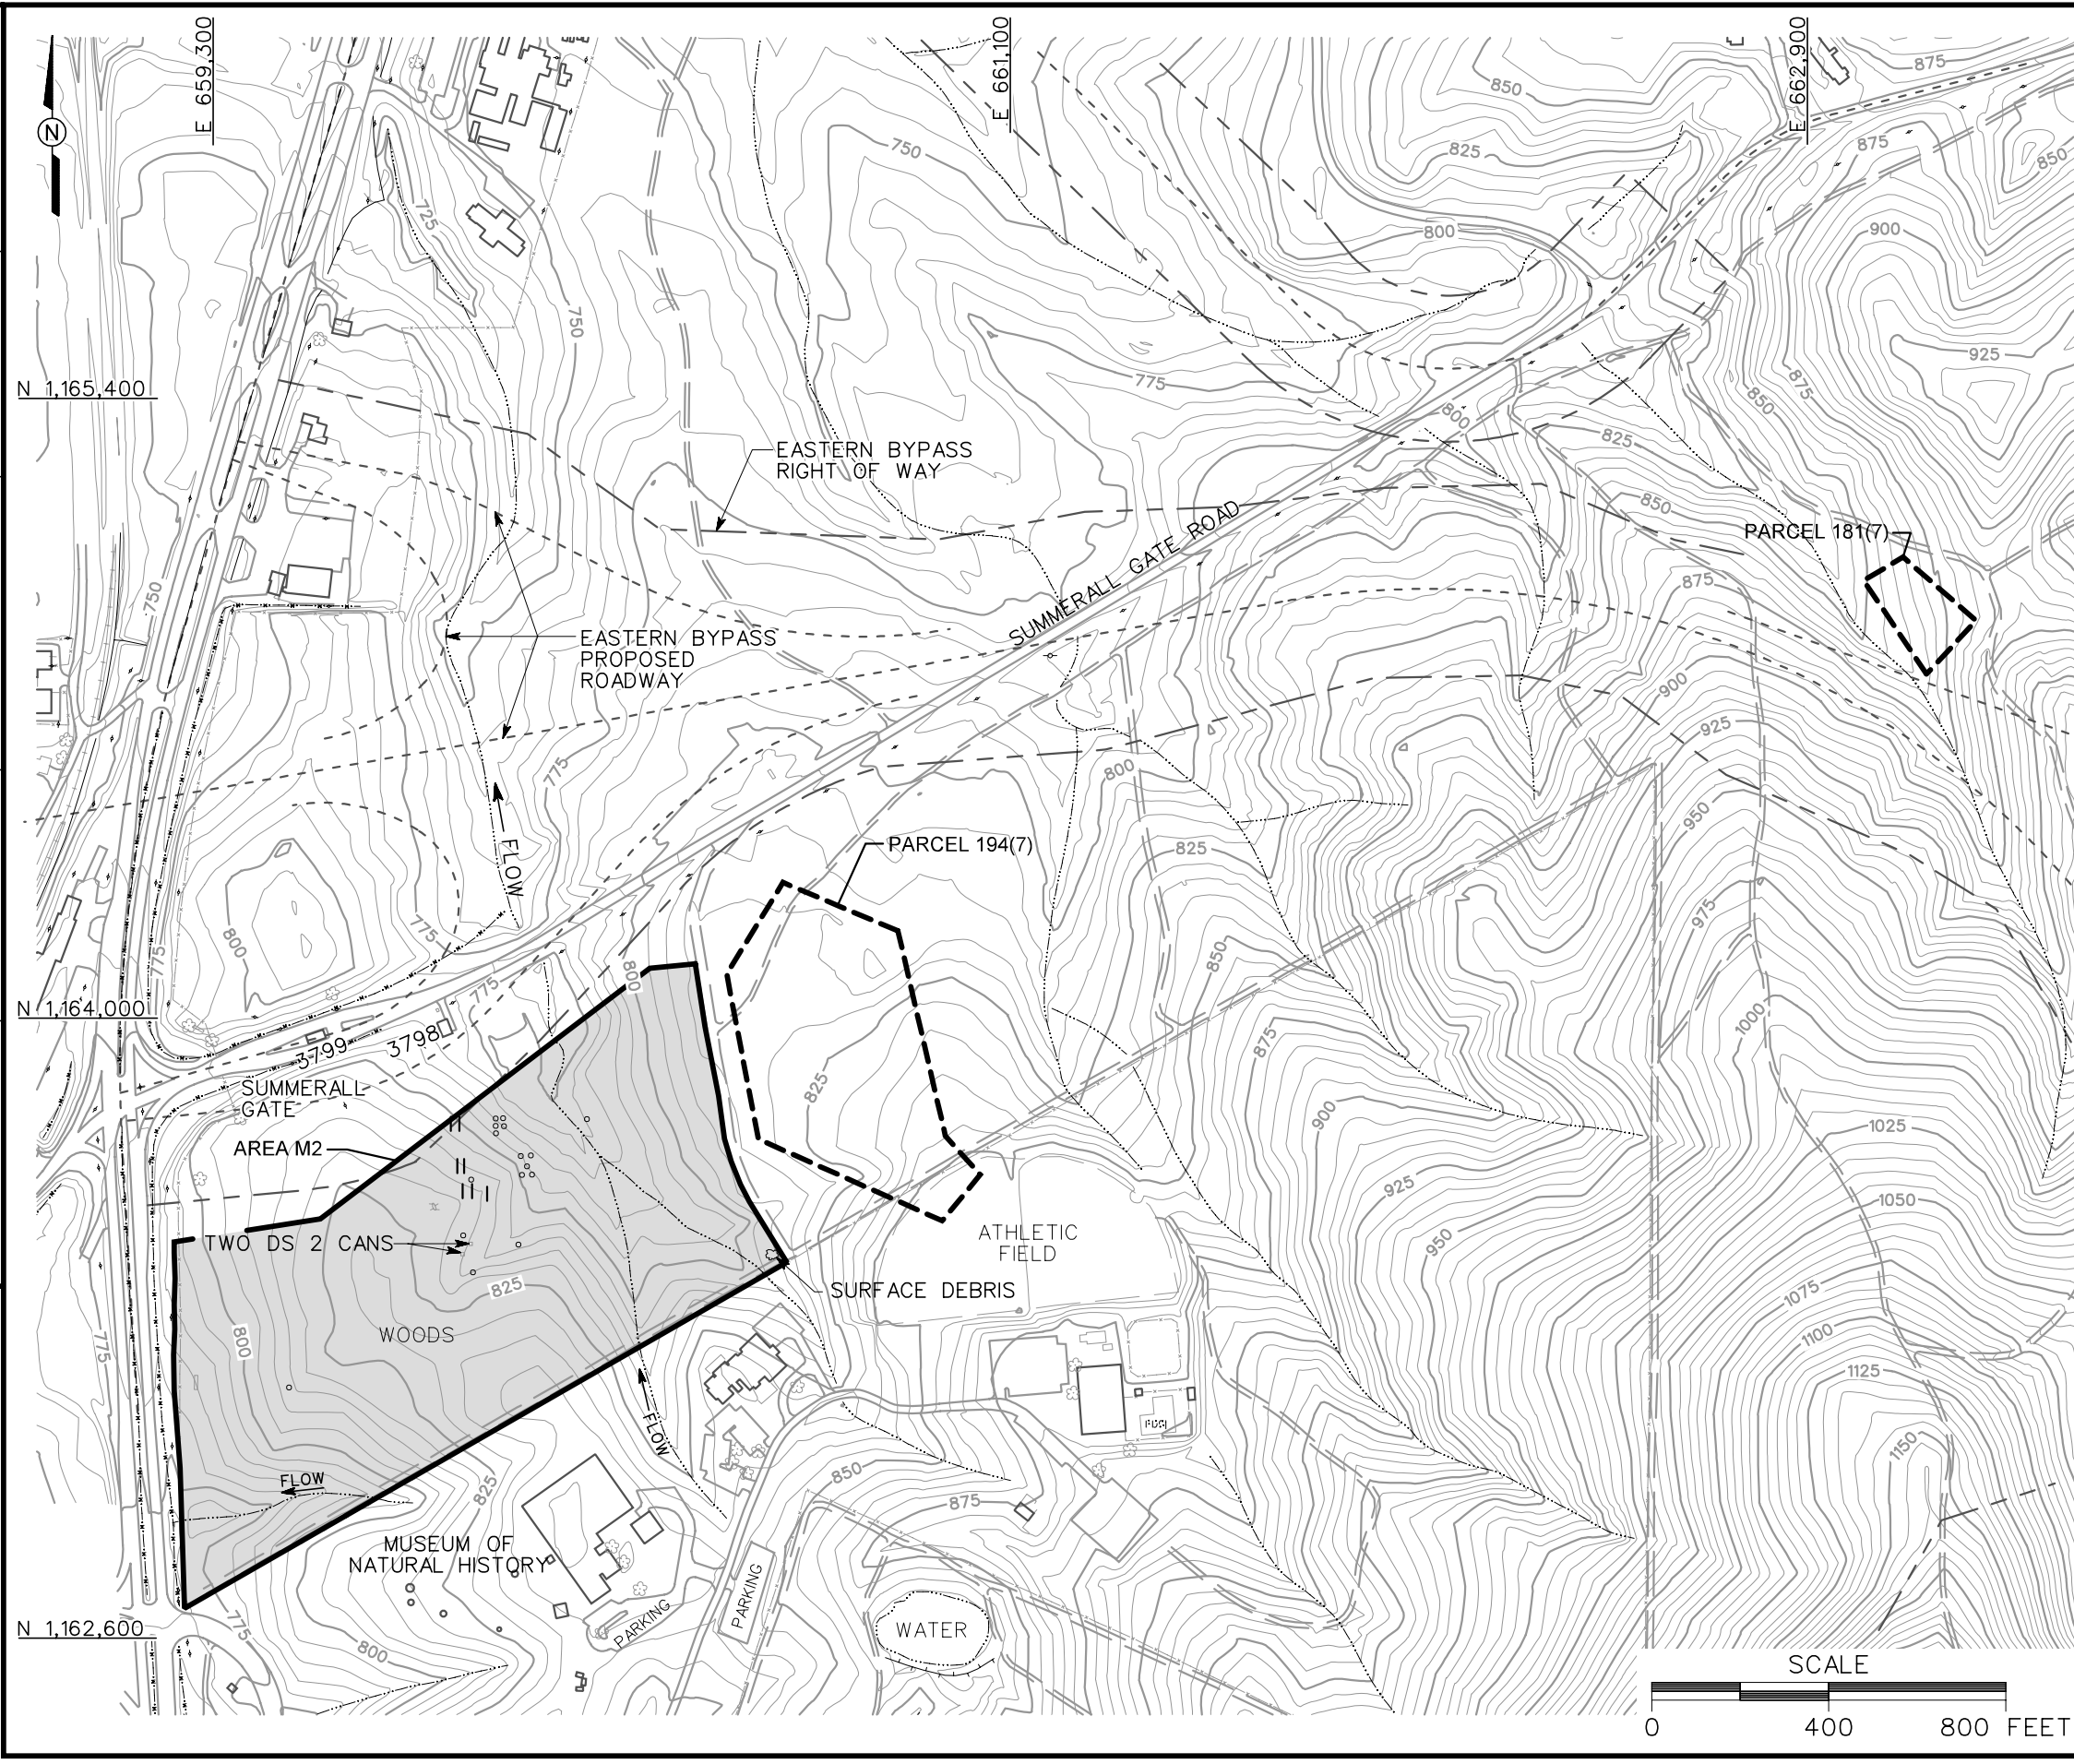 E 659,300
E 661,100
E 662,900
N
875
850
825
875
850
750
725
800
900
750
N 1,165,400
775
925
875
850
800
825
EASTERN BYPASS
RIGHT OF WAY
850
SUMMERALL GATE ROAD
PARCEL 181(7)
875
750
EASTERN BYPASS
PROPOSED
ROADWAY
900
925
775
800
950
FLOW
PARCEL 194(7)
825
975
800
775
775
850
800
775
N 1,164,000
1000
3799
3798
875
SUMMERALL
GATE
825
900
1025
AREA M2
925
1050
TWO DS 2 CANS
ATHLETIC
FIELD
950
SURFACE DEBRIS
825
1075
WOODS
800
775
1100
1125
FLOW
FLOW
825
850
875
1150
MUSEUM OF
NATURAL HISTORY
PARKING
PARKING
WATER
N 1,162,600
775
800
SCALE
0 400 800 FEET